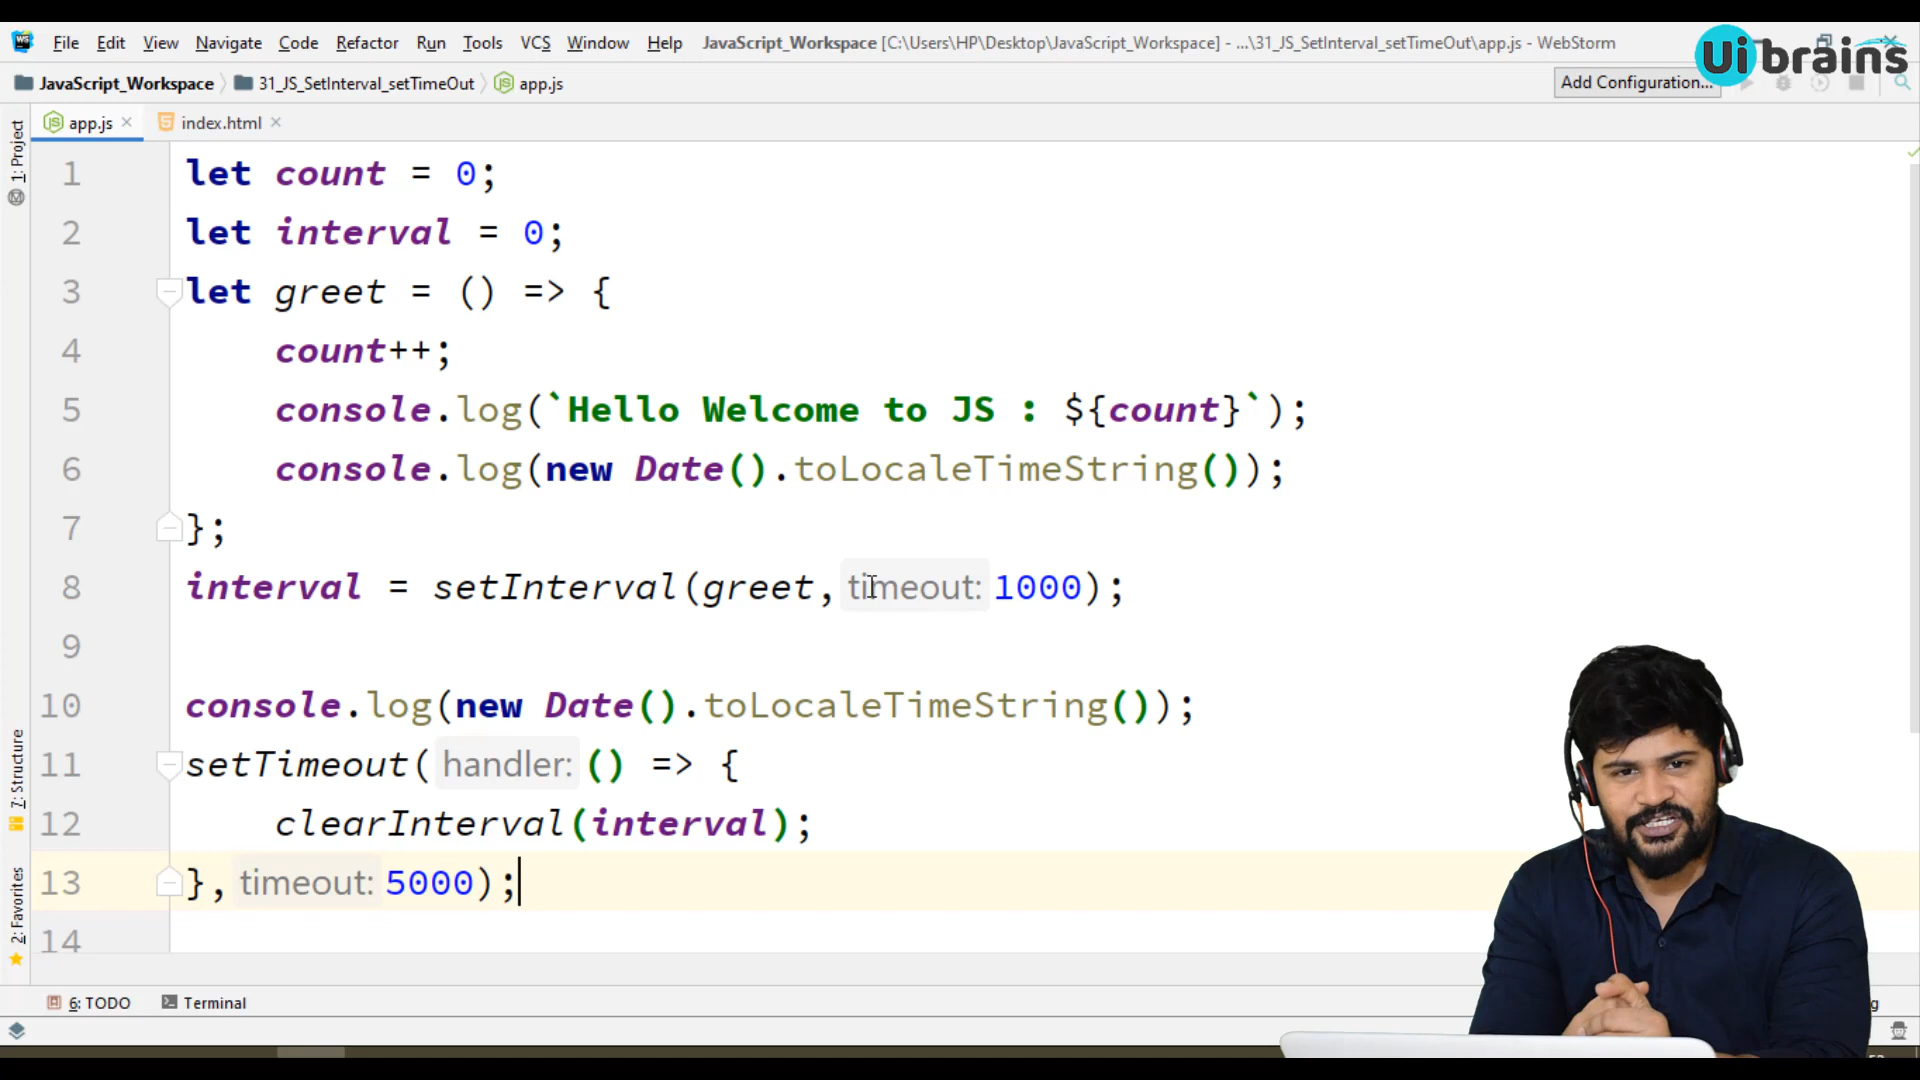 WS File Edit View Navigate Code Refactor Run Tools VCS Window Help JavaScript_Workspace [C:\Users\HP\Desktop\JavaScript_Workspace] - ...\31_JS_SetInterval_setTimeOut\app.js - WebStorm
Ui brains
JavaScript_Workspace 31_JS_SetInterval_setTimeOut app.js Add Configuration...
app.js index.html
1: Project
7: Structure
2: Favorites
1 let count = 0;
2 let interval = 0;
3 let greet = () => {
4 count++;
5 console.log(`Hello Welcome to JS : ${count}`);
6 console.log(new Date().toLocaleTimeString());
7 };
8 interval = setInterval(greet, timeout: 1000);
9
10 console.log(new Date().toLocaleTimeString());
11 setTimeout( handler: () => {
12 clearInterval(interval);
13 }, timeout: 5000);
14
6: TODO Terminal